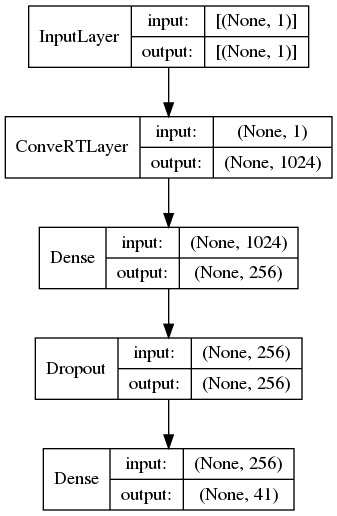 InputLayer input: [(None, 1)]
output: [(None, 1)]
ConveRTLayer input: (None, 1)
output: (None, 1024)
Dense input: (None, 1024)
output: (None, 256)
Dropout input: (None, 256)
output: (None, 256)
Dense input: (None, 256)
output: (None, 41)